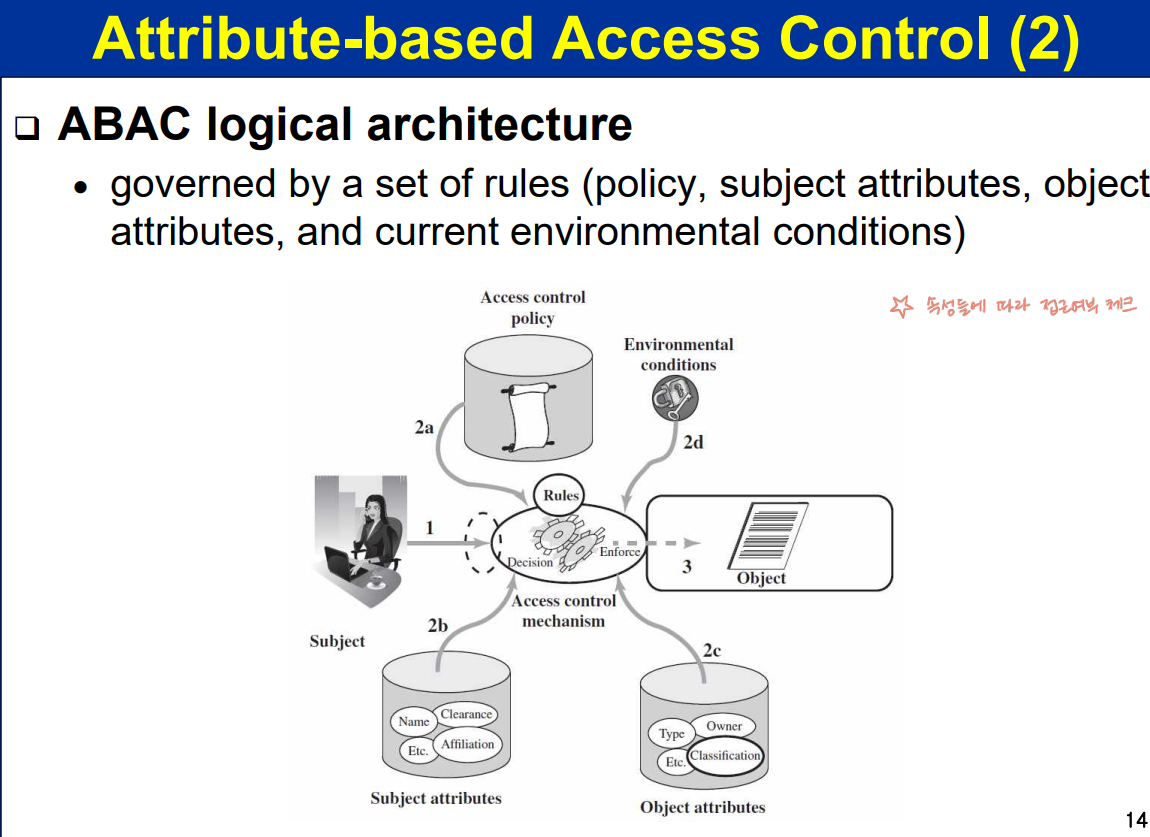 Attribute-based Access Control (2)
❑ ABAC logical architecture
• governed by a set of rules (policy, subject attributes, object
attributes, and current environmental conditions)
☆ 속성들에 따라 접근여부 체크
Access control
policy
Environmental
conditions
2a
2d
Rules
1
Decision
Enforce
3
Object
Access control
mechanism
Subject
2b
2c
Name
Clearance
Etc.
Affiliation
Type
Owner
Etc.
Classification
Subject attributes
Object attributes
14